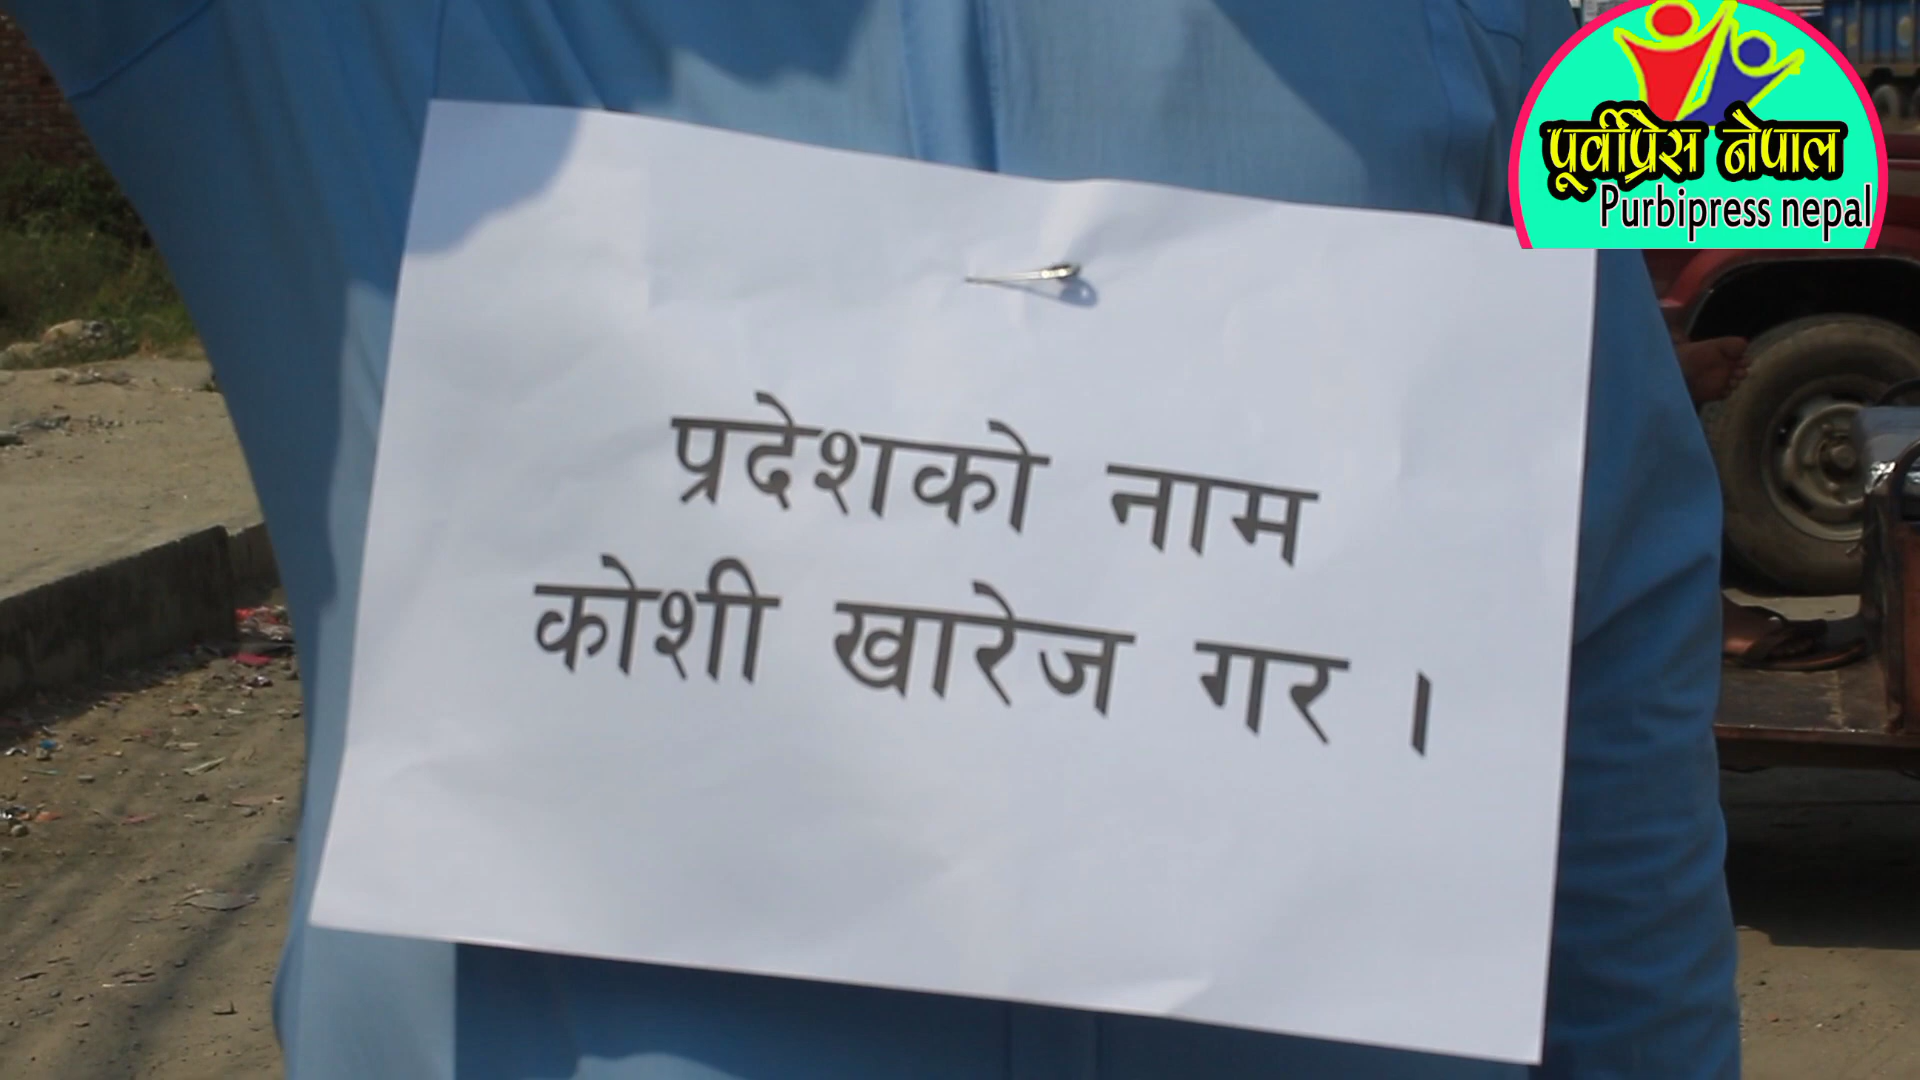 पूर्वीप्रेस नेपाल
Purbipress nepal
प्रदेशको नाम
कोशी खारेज गर ।